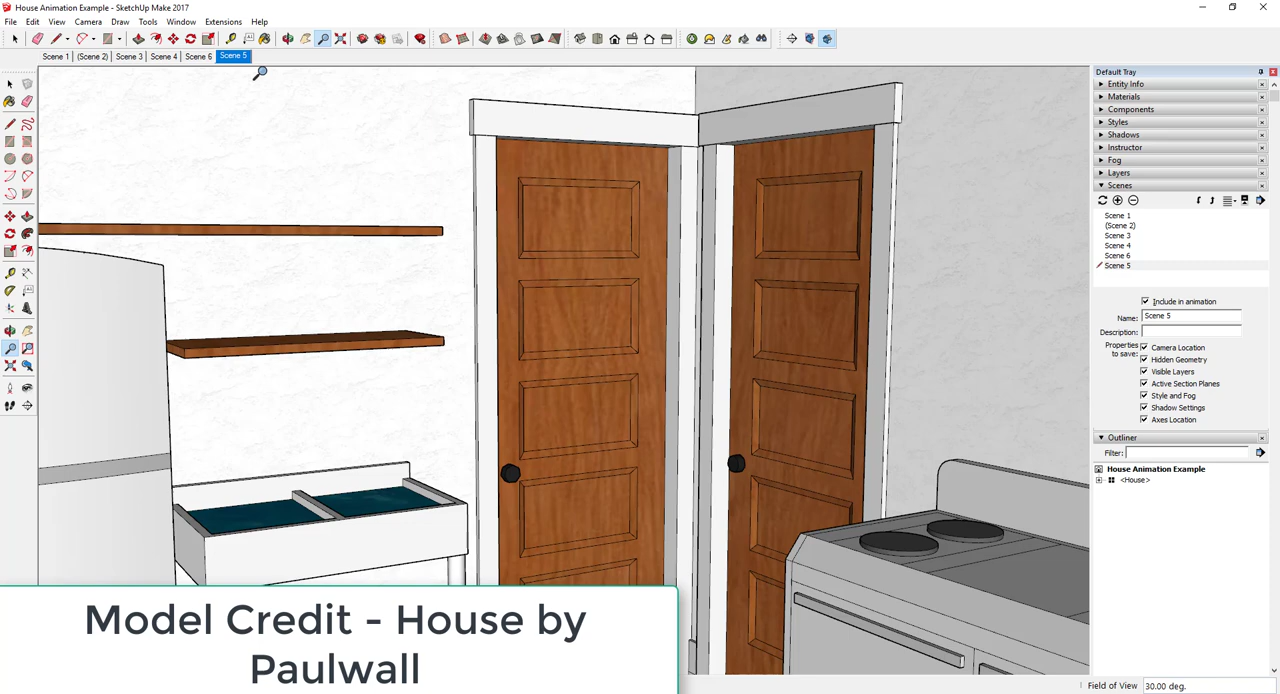 House Animation Example - SketchUp Make 2017
File Edit View Camera Draw Tools Window Extensions Help
Scene 1 (Scene 2) Scene 3 Scene 4 Scene 6 Scene 5
Default Tray
Entity Info
Materials
Components
Styles
Shadows
Instructor
Fog
Layers
Scenes
Scene 1
(Scene 2)
Scene 3
Scene 4
Scene 6
Scene 5
Include in animation
Name: Scene 5
Description:
Properties to save:
Camera Location
Hidden Geometry
Visible Layers
Active Section Planes
Style and Fog
Shadow Settings
Axes Location
Outliner
Filter:
House Animation Example
<House>
Model Credit - House by
Paulwall
Field of View 30.00 deg.